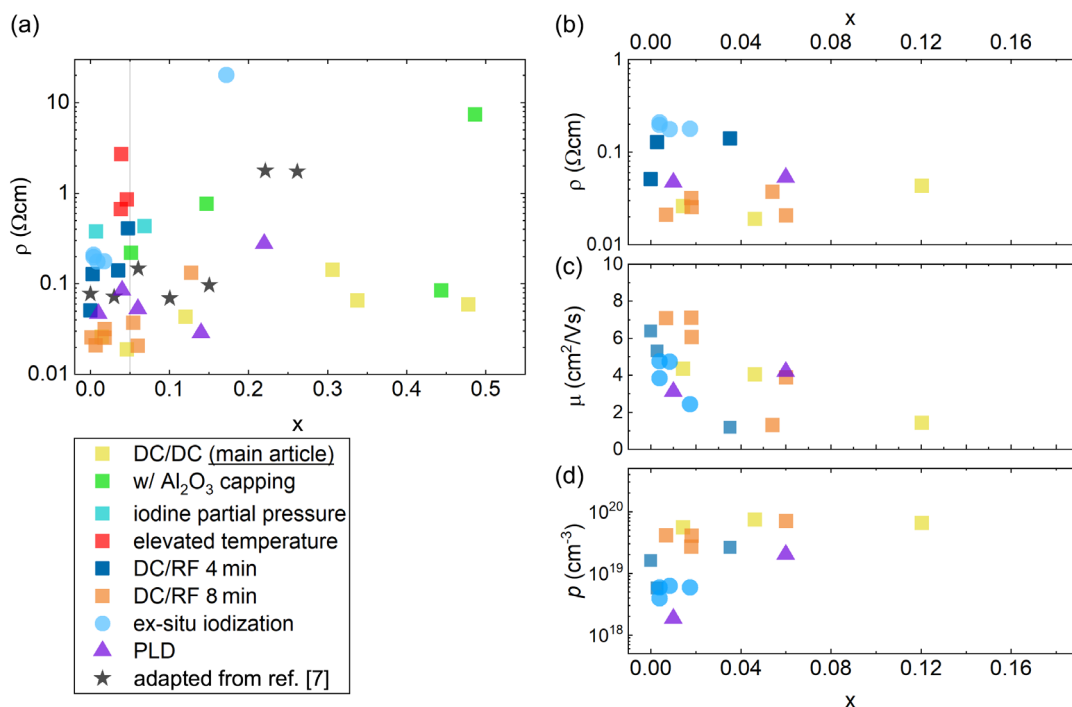 (a)
ρ (Ωcm)
10
1
0.1
0.01
0.0 0.1 0.2 0.3 0.4 0.5
x
DC/DC (main article)
w/ Al₂O₃ capping
iodine partial pressure
elevated temperature
DC/RF 4 min
DC/RF 8 min
ex-situ iodization
PLD
adapted from ref. [7]
(b)
x
0.00 0.04 0.08 0.12 0.16
ρ (Ωcm)
1
0.1
0.01
(c)
μ (cm²/Vs)
10
8
6
4
2
0
(d)
p (cm⁻³)
10²⁰
10¹⁹
10¹⁸
0.00 0.04 0.08 0.12 0.16
x